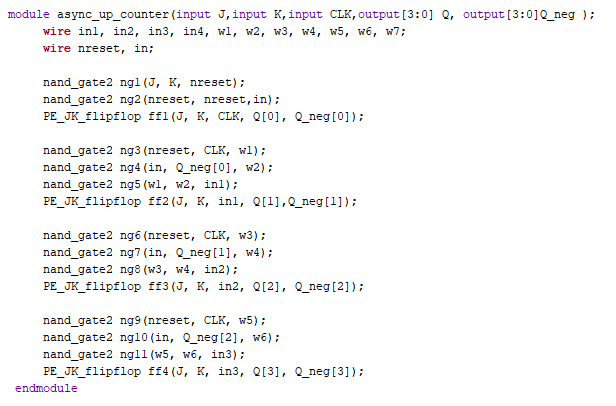 module async_up_counter(input J,input K,input CLK,output[3:0] Q, output[3:0]Q_neg );
wire in1, in2, in3, in4, w1, w2, w3, w4, w5, w6, w7;
wire nreset, in;
nand_gate2 ng1(J, K, nreset);
nand_gate2 ng2(nreset, nreset,in);
PE_JK_flipflop ff1(J, K, CLK, Q[0], Q_neg[0]);
nand_gate2 ng3(nreset, CLK, w1);
nand_gate2 ng4(in, Q_neg[0], w2);
nand_gate2 ng5(w1, w2, in1);
PE_JK_flipflop ff2(J, K, in1, Q[1],Q_neg[1]);
nand_gate2 ng6(nreset, CLK, w3);
nand_gate2 ng7(in, Q_neg[1], w4);
nand_gate2 ng8(w3, w4, in2);
PE_JK_flipflop ff3(J, K, in2, Q[2], Q_neg[2]);
nand_gate2 ng9(nreset, CLK, w5);
nand_gate2 ng10(in, Q_neg[2], w6);
nand_gate2 ng11(w5, w6, in3);
PE_JK_flipflop ff4(J, K, in3, Q[3], Q_neg[3]);
endmodule